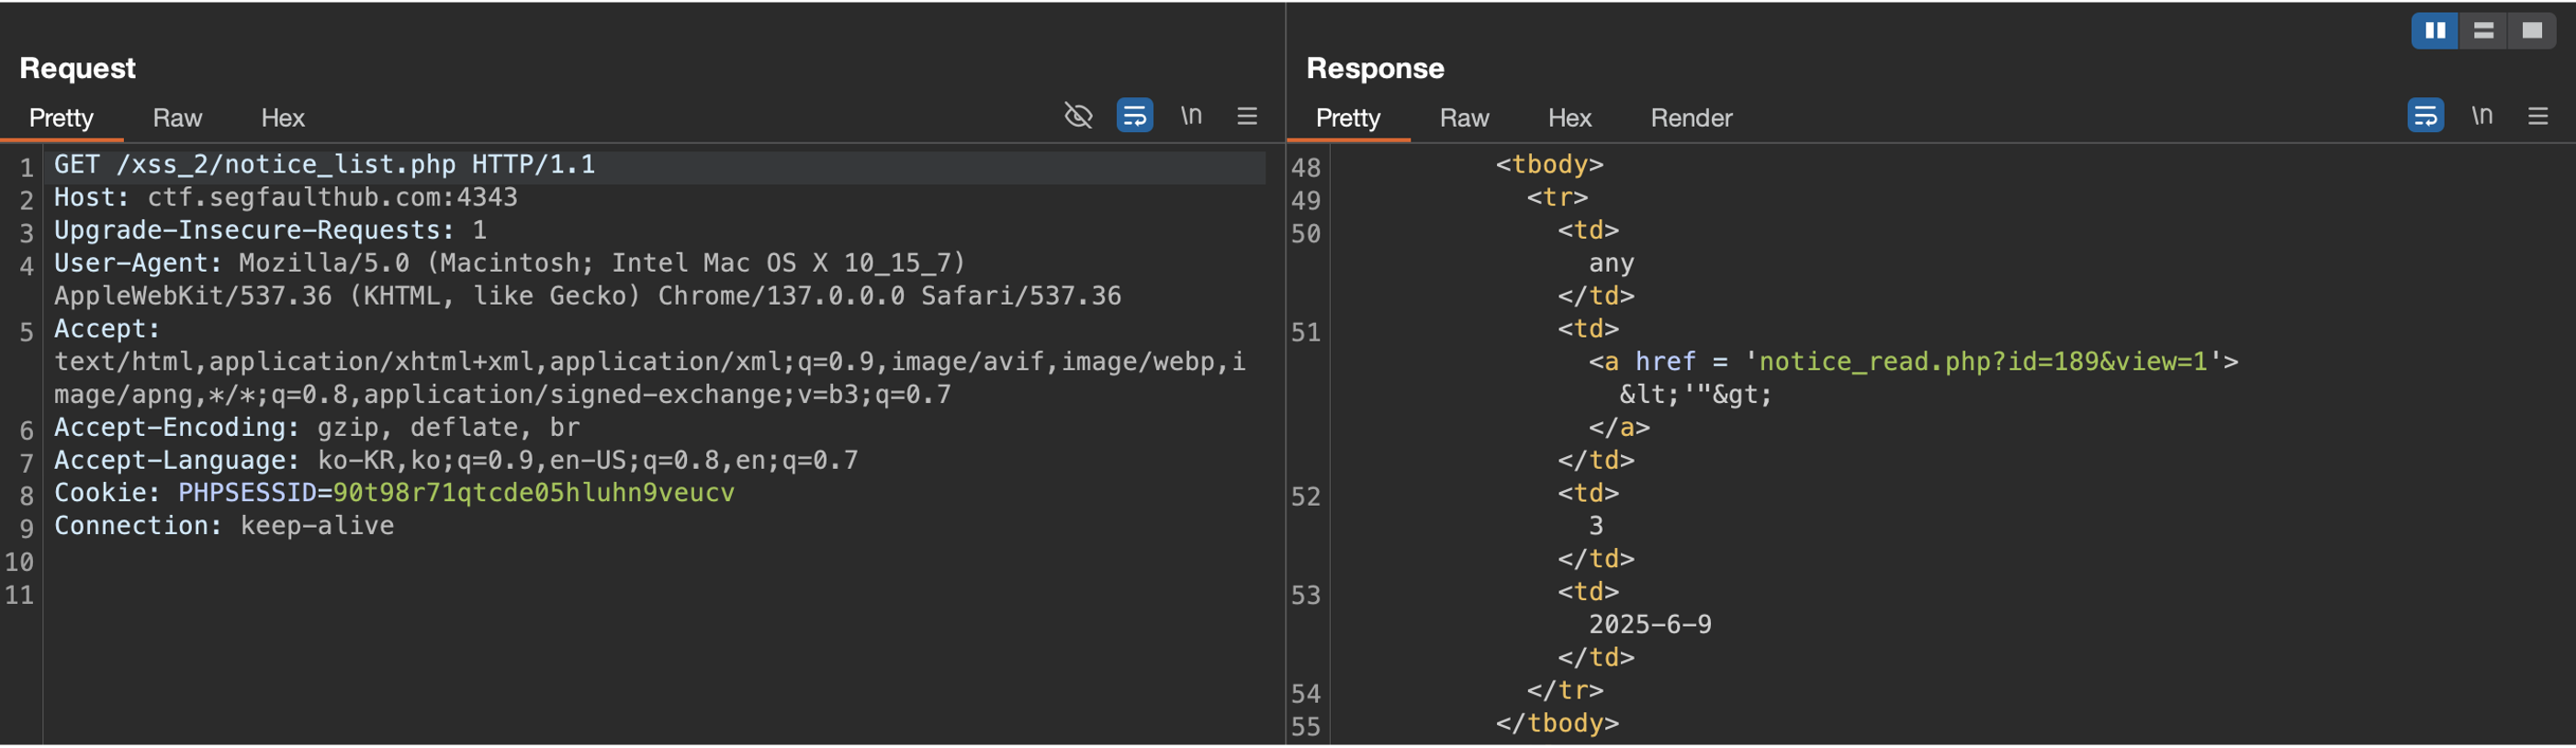 Request
Pretty Raw Hex \n
1 GET /xss_2/notice_list.php HTTP/1.1
2 Host: ctf.segfaulthub.com:4343
3 Upgrade-Insecure-Requests: 1
4 User-Agent: Mozilla/5.0 (Macintosh; Intel Mac OS X 10_15_7)
AppleWebKit/537.36 (KHTML, like Gecko) Chrome/137.0.0.0 Safari/537.36
5 Accept:
text/html,application/xhtml+xml,application/xml;q=0.9,image/avif,image/webp,i
mage/apng,*/*;q=0.8,application/signed-exchange;v=b3;q=0.7
6 Accept-Encoding: gzip, deflate, br
7 Accept-Language: ko-KR,ko;q=0.9,en-US;q=0.8,en;q=0.7
8 Cookie: PHPSESSID=90t98r71qtcde05hluhn9veucv
9 Connection: keep-alive
10
11
Response
Pretty Raw Hex Render \n
48 <tbody>
49 <tr>
50 <td>
any
</td>
51 <td>
<a href = 'notice_read.php?id=189&view=1'>
&lt;'"&gt;
</a>
</td>
52 <td>
3
</td>
53 <td>
2025-6-9
</td>
54 </tr>
55 </tbody>